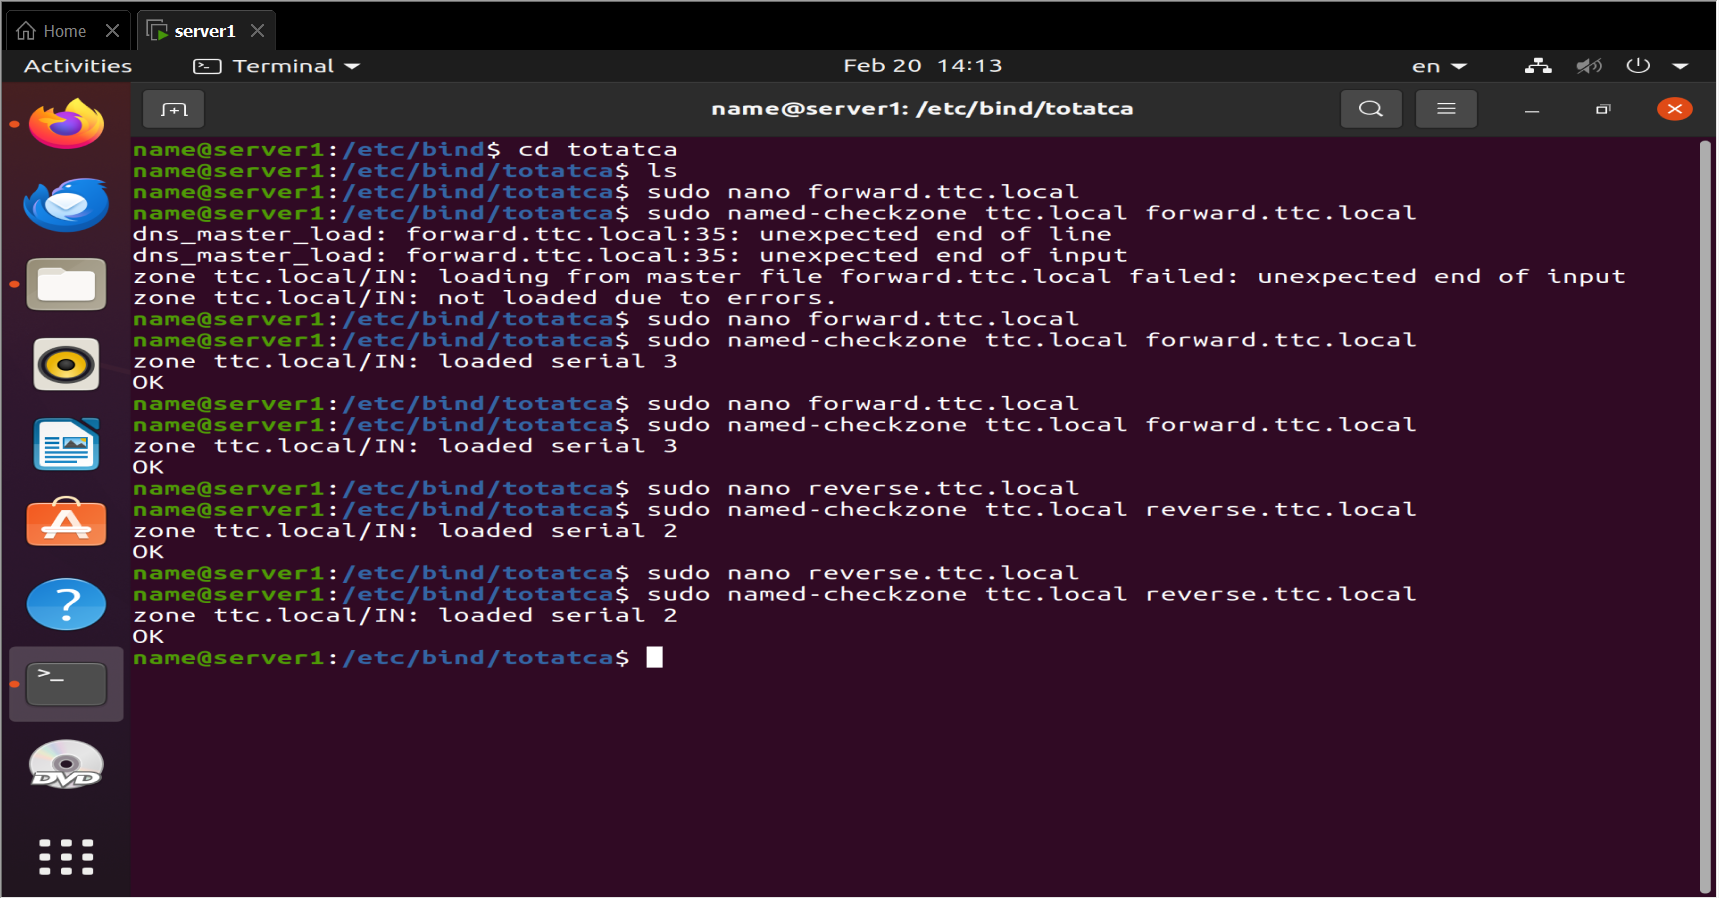 Home
server1
Activities
Terminal
Feb 20 14:13
en
name@server1: /etc/bind/totatca
name@server1:/etc/bind$ cd totatca
name@server1:/etc/bind/totatca$ ls
name@server1:/etc/bind/totatca$ sudo nano forward.ttc.local
name@server1:/etc/bind/totatca$ sudo named-checkzone ttc.local forward.ttc.local
dns_master_load: forward.ttc.local:35: unexpected end of line
dns_master_load: forward.ttc.local:35: unexpected end of input
zone ttc.local/IN: loading from master file forward.ttc.local failed: unexpected end of input
zone ttc.local/IN: not loaded due to errors.
name@server1:/etc/bind/totatca$ sudo nano forward.ttc.local
name@server1:/etc/bind/totatca$ sudo named-checkzone ttc.local forward.ttc.local
zone ttc.local/IN: loaded serial 3
OK
name@server1:/etc/bind/totatca$ sudo nano forward.ttc.local
name@server1:/etc/bind/totatca$ sudo named-checkzone ttc.local forward.ttc.local
zone ttc.local/IN: loaded serial 3
OK
name@server1:/etc/bind/totatca$ sudo nano reverse.ttc.local
name@server1:/etc/bind/totatca$ sudo named-checkzone ttc.local reverse.ttc.local
zone ttc.local/IN: loaded serial 2
OK
name@server1:/etc/bind/totatca$ sudo nano reverse.ttc.local
name@server1:/etc/bind/totatca$ sudo named-checkzone ttc.local reverse.ttc.local
zone ttc.local/IN: loaded serial 2
OK
name@server1:/etc/bind/totatca$
DVD